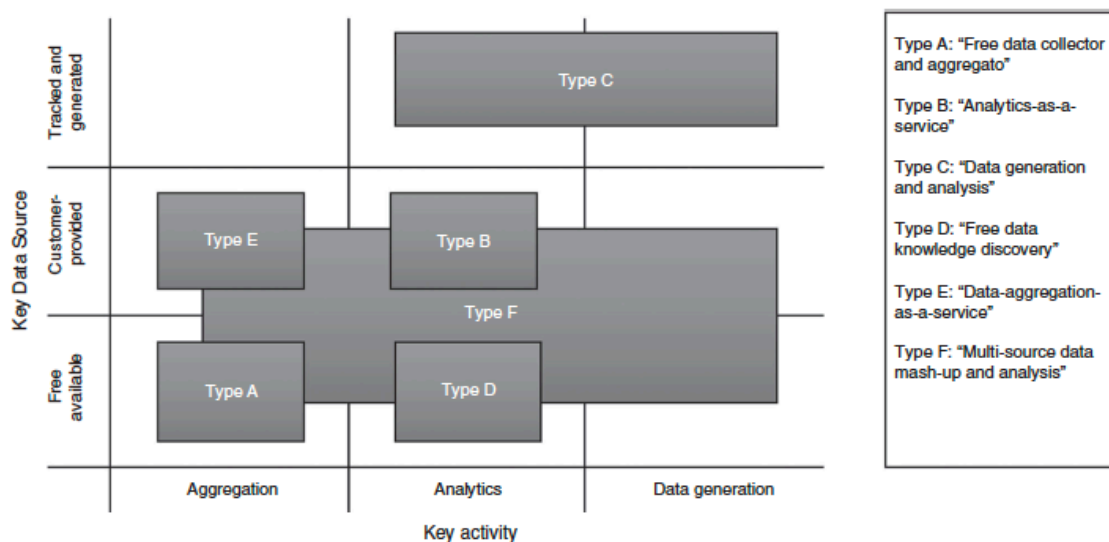 Key Data Source
Tracked and
generated
Customer-
provided
Free
available
Type C
Type E
Type B
Type F
Type A
Type D
Aggregation
Analytics
Data generation
Key activity
Type A: “Free data collector
and aggregato”
Type B: “Analytics-as-a-
service”
Type C: “Data generation
and analysis”
Type D: “Free data
knowledge discovery”
Type E: “Data-aggregation-
as-a-service”
Type F: “Multi-source data
mash-up and analysis”